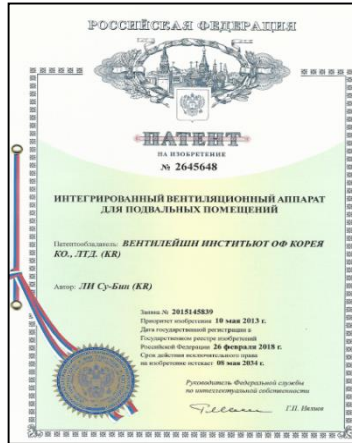 РОССИЙСКАЯ ФЕДЕРАЦИЯ
ПАТЕНТ
НА ИЗОБРЕТЕНИЕ
№ 2645648
ИНТЕГРИРОВАННЫЙ ВЕНТИЛЯЦИОННЫЙ АППАРАТ
ДЛЯ ПОДВАЛЬНЫХ ПОМЕЩЕНИЙ
Патентообладатель: ВЕНТИЛЕЙШН ИНСТИТЬЮТ ОФ КОРЕЯ
КО., ЛТД. (KR)
Автор: ЛИ Су-Бин (KR)
Заявка № 2015145839
Приоритет изобретения 10 мая 2013 г.
Дата государственной регистрации в
Государственном реестре изобретений
Российской Федерации 26 февраля 2018 г.
Срок действия исключительного права
на изобретение истекает 08 мая 2034 г.
Руководитель Федеральной службы
по интеллектуальной собственности
Г.П. Ивлиев